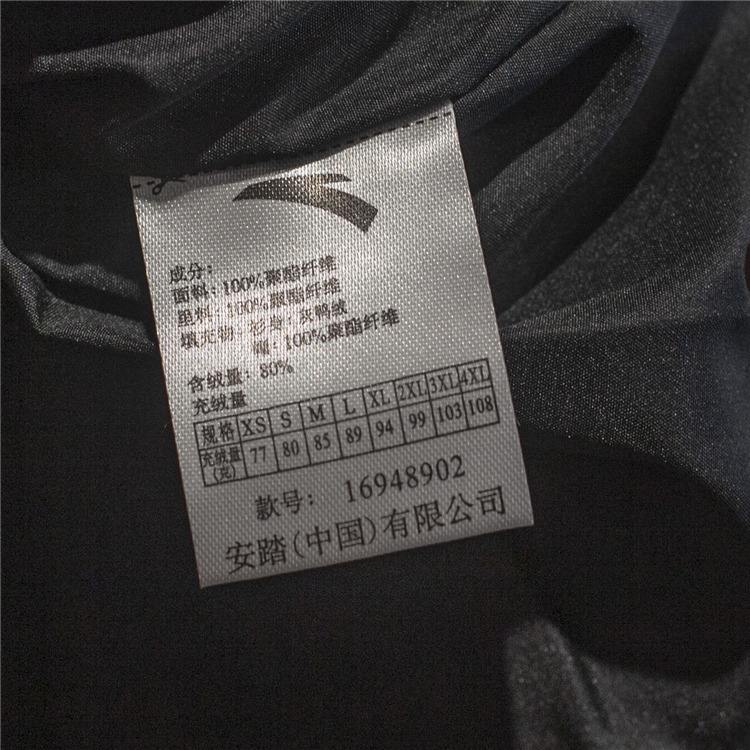 成分:
面料:100%聚酯纤维
里料:100%聚酯纤维
填充物:衫身:灰鸭绒
帽:100%聚酯纤维
含绒量:80%
充绒量
规格 XS S M L XL 2XL 3XL 4XL
充绒量(克) 77 80 85 89 94 99 103 108
款号: 16948902
安踏(中国)有限公司